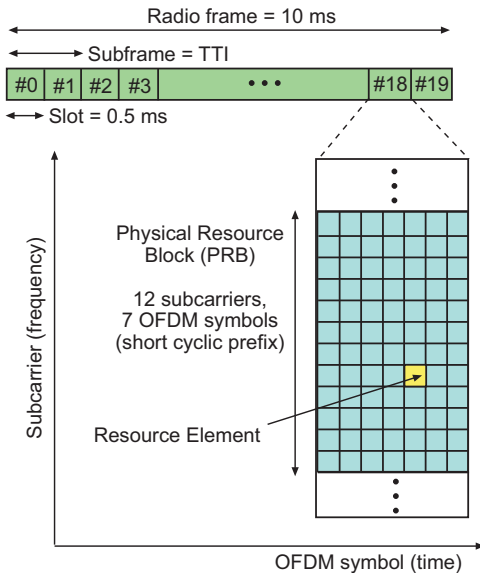 Radio frame = 10 ms
Subframe = TTI
#0 #1 #2 #3 ••• #18 #19
Slot = 0.5 ms
Physical Resource
Block (PRB)
12 subcarriers,
7 OFDM symbols
(short cyclic prefix)
Resource Element
Subcarrier (frequency)
OFDM symbol (time)